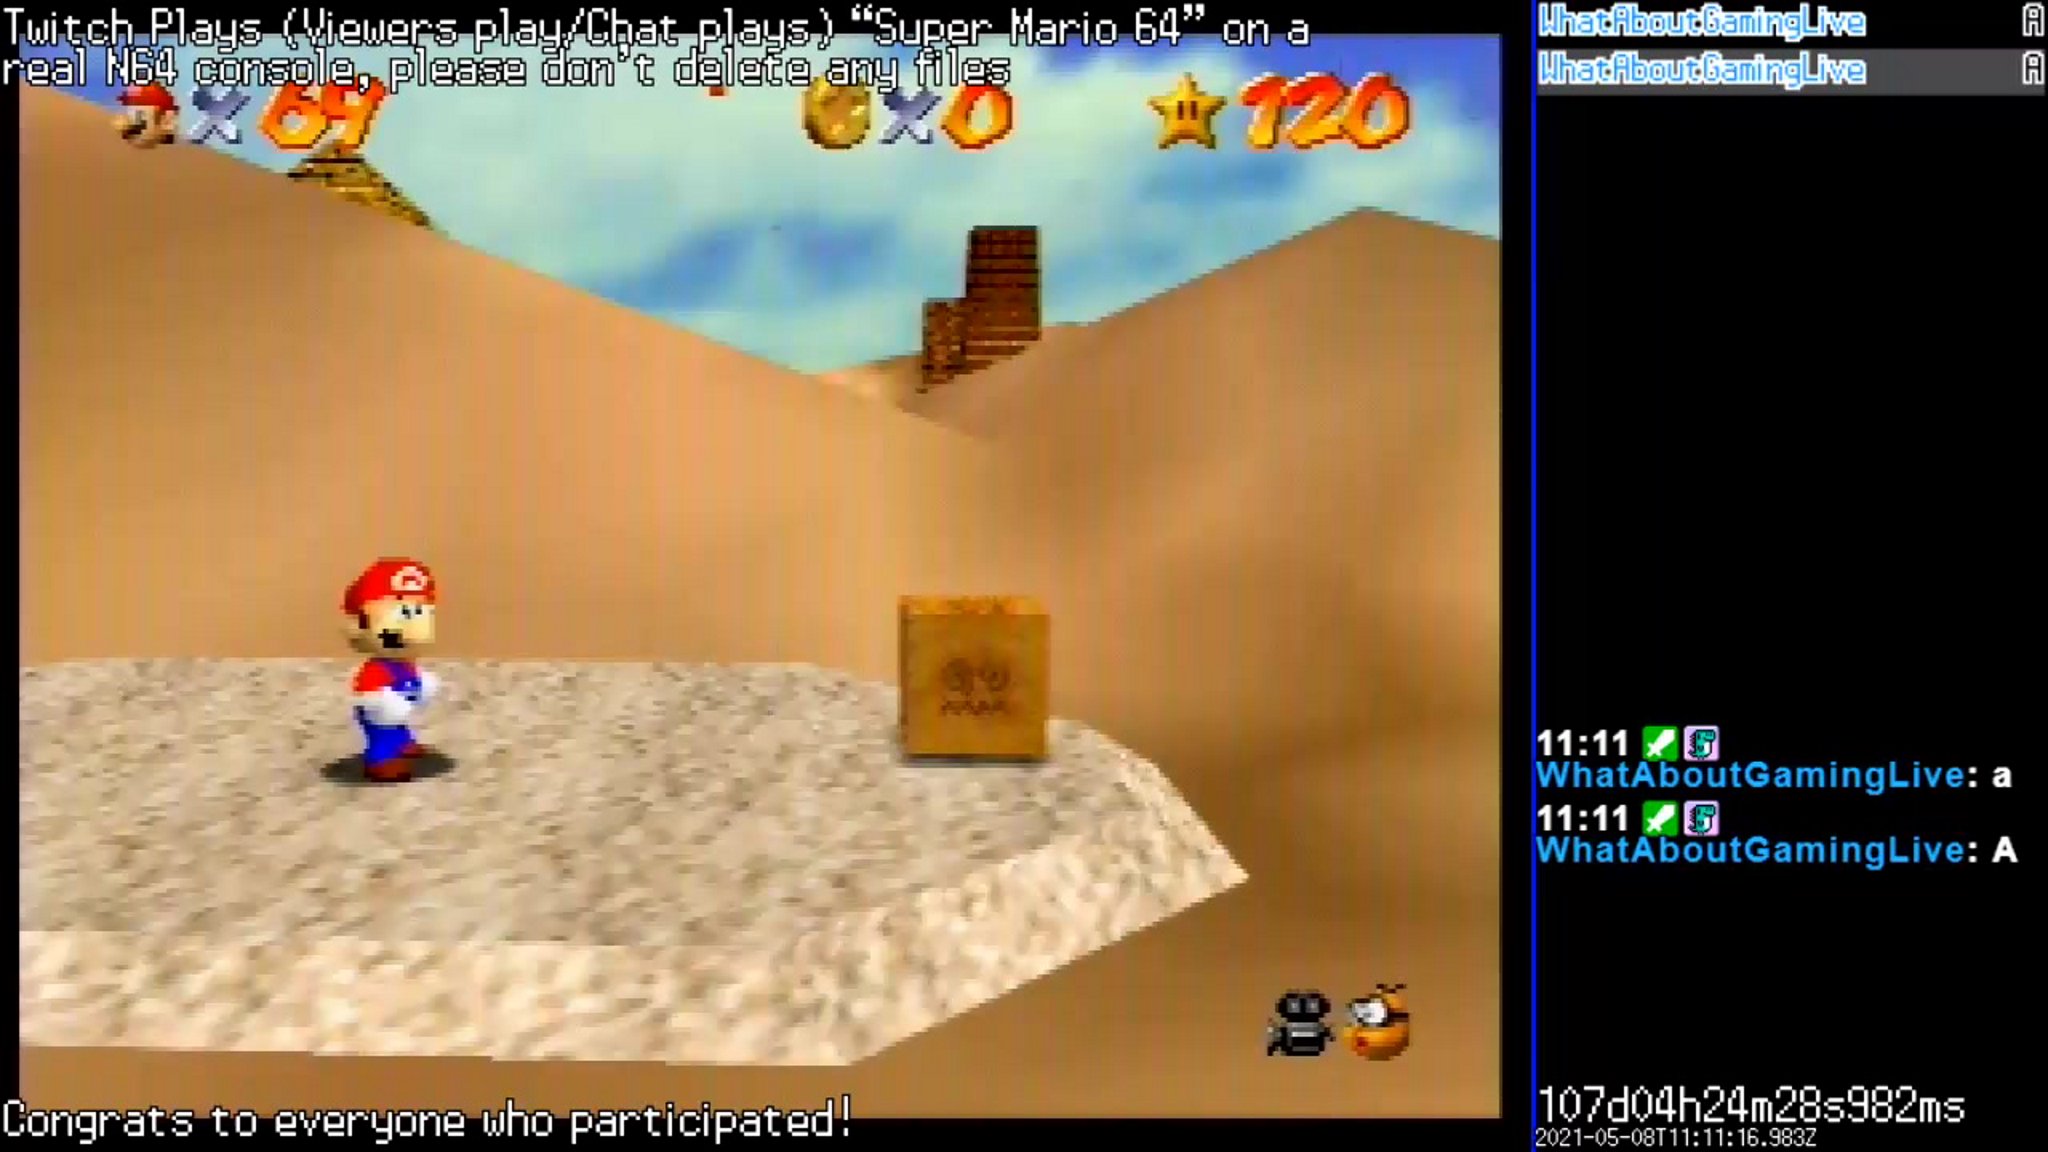 Twitch Plays (Viewers play/Chat plays) “Super Mario 64” on a
real N64 console, please don't delete any files
69
0
120
WhatAboutGamingLive A
WhatAboutGamingLive A
11:11
WhatAboutGamingLive: a
11:11
WhatAboutGamingLive: A
Congrats to everyone who participated!
107d04h24m28s982ms
2021-05-08T11:11:16.983Z